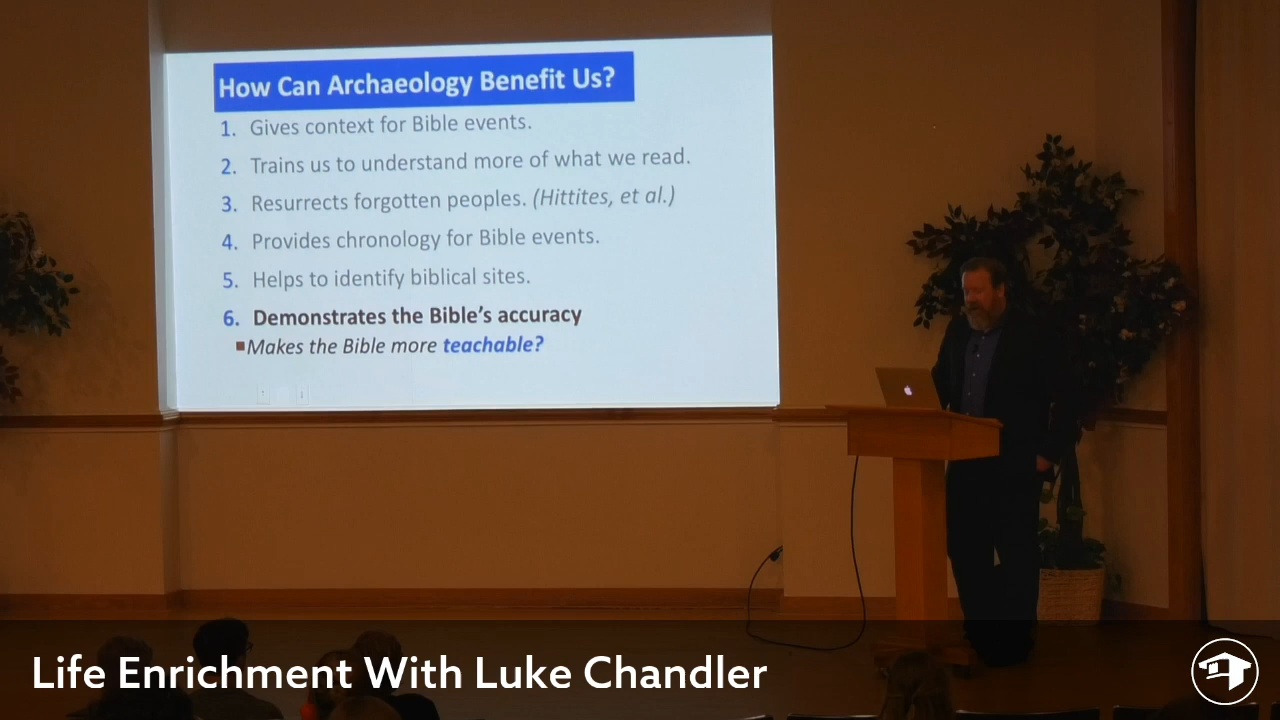 How Can Archaeology Benefit Us?
1. Gives context for Bible events.
2. Trains us to understand more of what we read.
3. Resurrects forgotten peoples. (Hittites, et al.)
4. Provides chronology for Bible events.
5. Helps to identify biblical sites.
6. Demonstrates the Bible's accuracy
▪Makes the Bible more teachable?
Life Enrichment With Luke Chandler